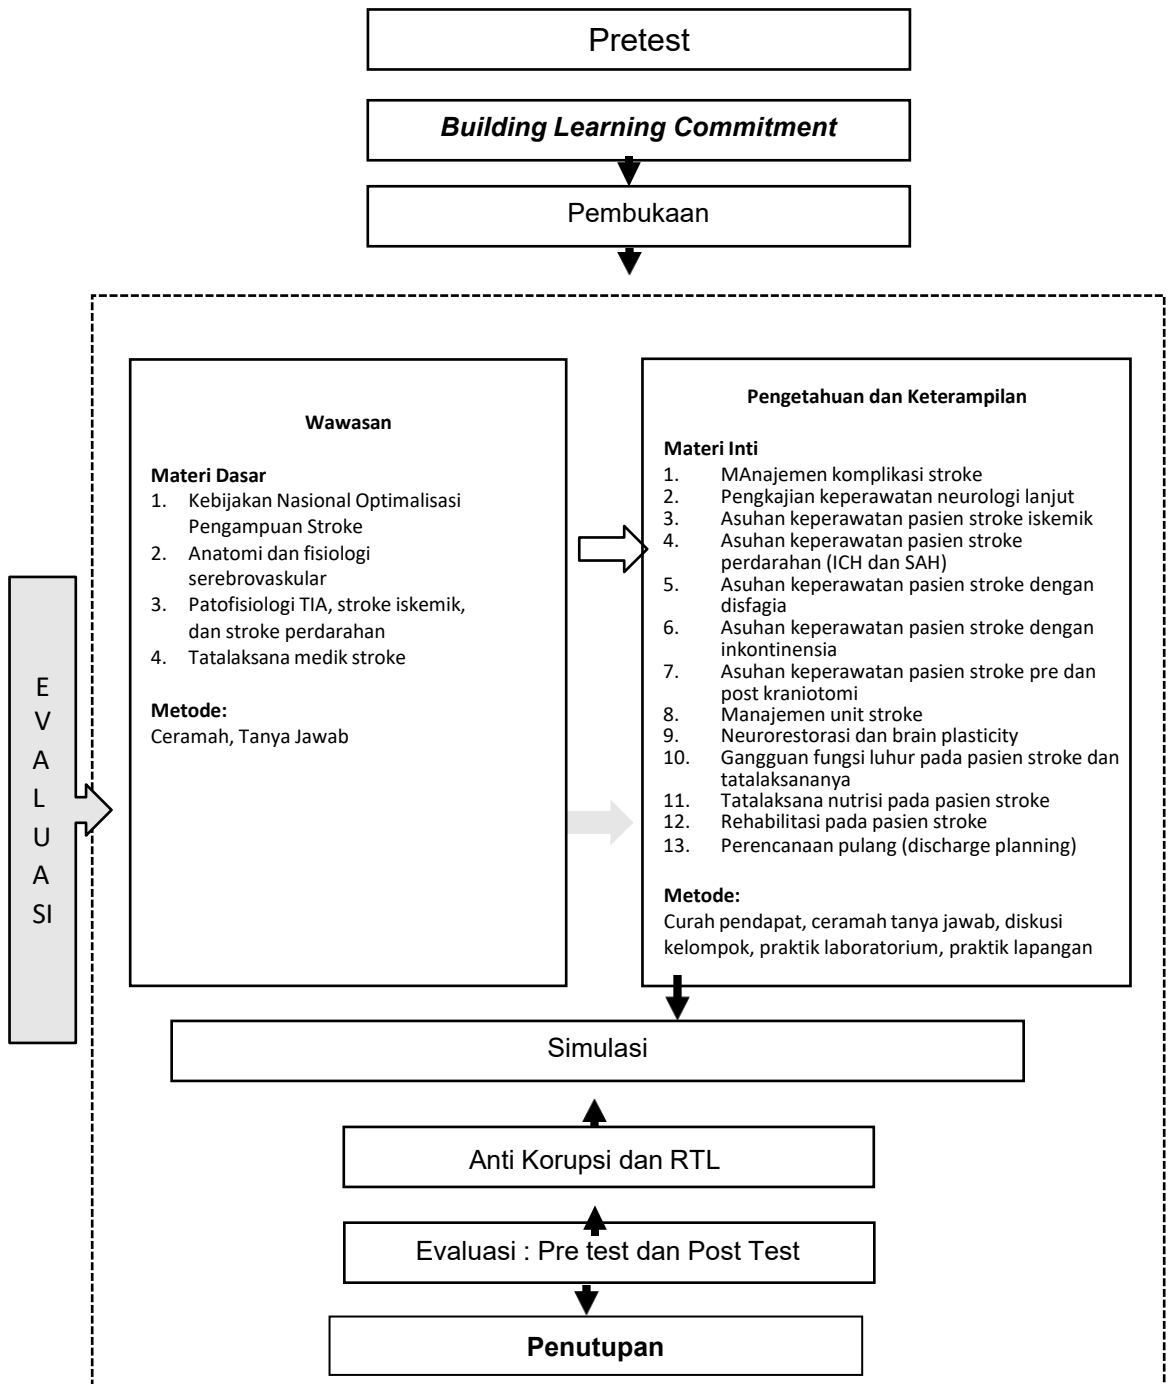 Pretest
Building Learning Commitment
Pembukaan
Wawasan
Materi Dasar
1. Kebijakan Nasional Optimalisasi
Pengampuan Stroke
2. Anatomi dan fisiologi
serebrovaskular
3. Patofisiologi TIA, stroke iskemik,
dan stroke perdarahan
4. Tatalaksana medik stroke
Metode:
Ceramah, Tanya Jawab
Pengetahuan dan Keterampilan
Materi Inti
1. MAnajemen komplikasi stroke
2. Pengkajian keperawatan neurologi lanjut
3. Asuhan keperawatan pasien stroke iskemik
4. Asuhan keperawatan pasien stroke
perdarahan (ICH dan SAH)
5. Asuhan keperawatan pasien stroke dengan
disfagia
6. Asuhan keperawatan pasien stroke dengan
inkontinensia
7. Asuhan keperawatan pasien stroke pre dan
post kraniotomi
8. Manajemen unit stroke
9. Neurorestorasi dan brain plasticity
10. Gangguan fungsi luhur pada pasien stroke dan
tatalaksananya
11. Tatalaksana nutrisi pada pasien stroke
12. Rehabilitasi pada pasien stroke
13. Perencanaan pulang (discharge planning)
Metode:
Curah pendapat, ceramah tanya jawab, diskusi
kelompok, praktik laboratorium, praktik lapangan
E
V
A
L
U
A
SI
Simulasi
Anti Korupsi dan RTL
Evaluasi : Pre test dan Post Test
Penutupan